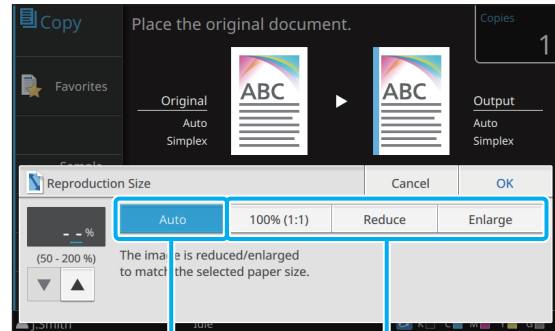 Copy
Place the original document.
Copies
1
Favorites
Original
Auto
Simplex
ABC
ABC
Output
Auto
Simplex
Sample
Reproduction Size
Cancel
OK
- - %
(50 - 200 %)
Auto
100% (1:1)
Reduce
Enlarge
The image is reduced/enlarged
to match the selected paper size.
J.Smith
Idle
K
C
M
Y
G